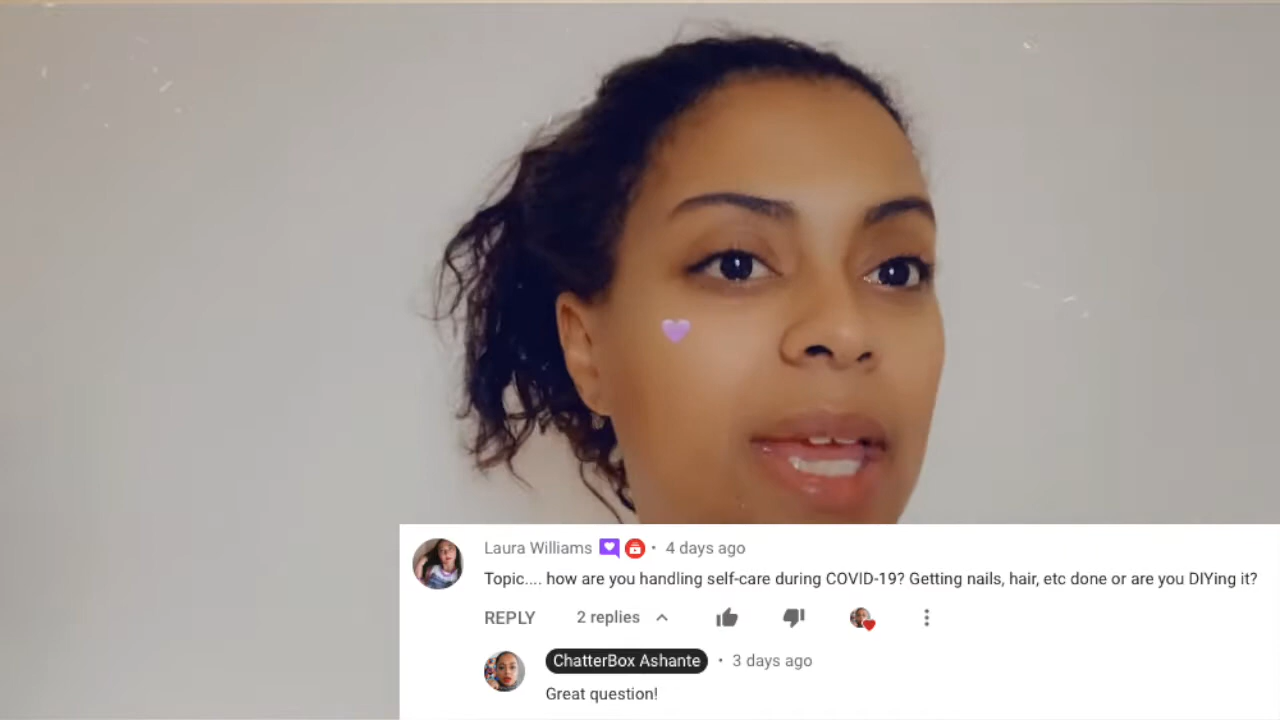 Laura Williams • 4 days ago
Topic.... how are you handling self-care during COVID-19? Getting nails, hair, etc done or are you DIYing it?
REPLY 2 replies
ChatterBox Ashante • 3 days ago
Great question!